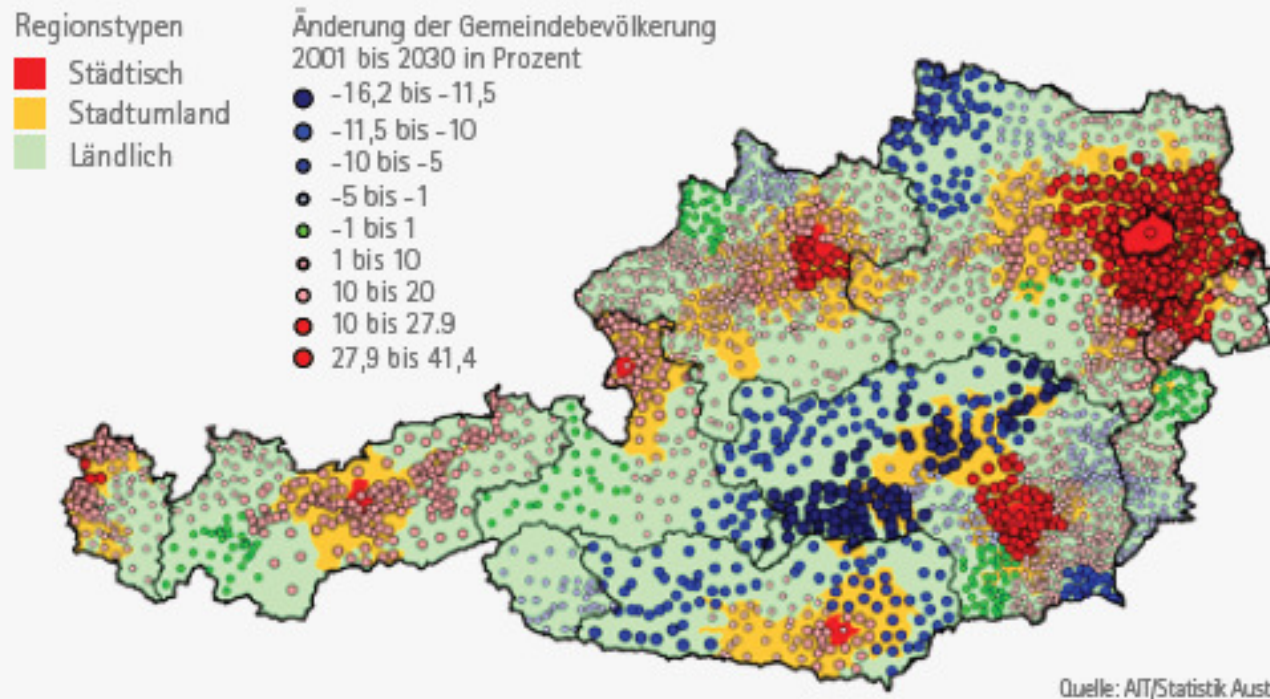 Regionstypen
Städtisch
Stadtumland
Ländlich
Änderung der Gemeindebevölkerung
2001 bis 2030 in Prozent
-16,2 bis -11,5
-11,5 bis -10
-10 bis -5
-5 bis -1
-1 bis 1
1 bis 10
10 bis 20
10 bis 27.9
27,9 bis 41,4
Quelle: AIT/Statistik Aust